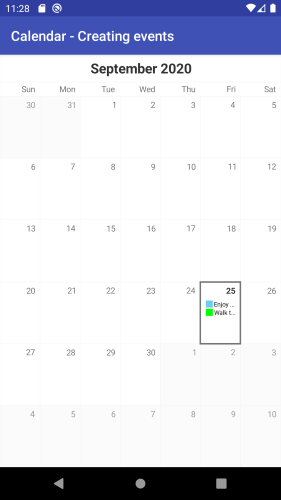 11:28
Calendar - Creating events
September 2020
Sun Mon Tue Wed Thu Fri Sat
30 31 1 2 3 4 5
6 7 8 9 10 11 12
13 14 15 16 17 18 19
20 21 22 23 24 25 26
Enjoy ...
Walk t...
27 28 29 30 1 2 3
4 5 6 7 8 9 10